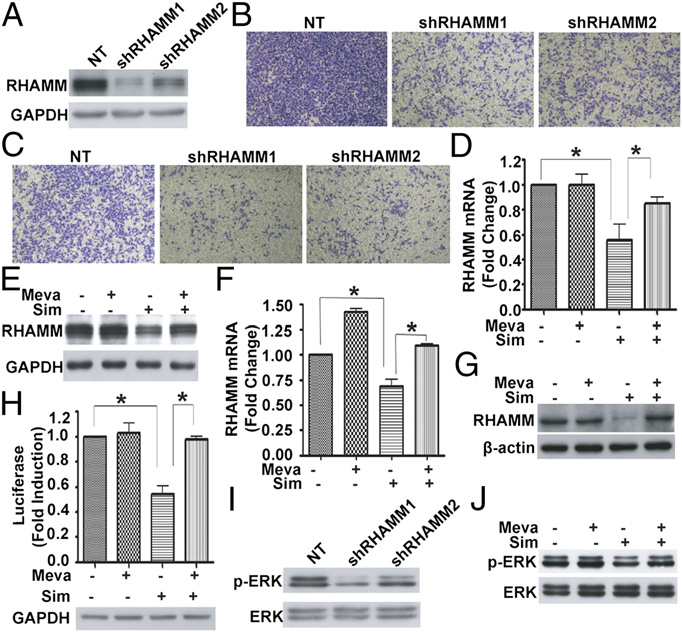 A
NT shRHAMM1 shRHAMM2
RHAMM
GAPDH
B
NT shRHAMM1 shRHAMM2
C
NT shRHAMM1 shRHAMM2
D
RHAMM mRNA
(Fold Change)
1.2
1.0
0.8
0.6
0.4
0.2
0.0
* *
Meva - + - +
Sim - - + +
E
Meva - + - +
Sim - - + +
RHAMM
GAPDH
F
RHAMM mRNA
(Fold Change)
1.50
1.25
1.00
0.75
0.50
0.25
0.00
* *
Meva - + - +
Sim - - + +
G
Meva - + - +
Sim - - + +
RHAMM
β-actin
H
Luciferase
(Fold Induction)
1.2
1.0
0.8
0.6
0.4
0.2
0.0
* *
Meva - + - +
Sim - - + +
GAPDH
I
NT shRHAMM1 shRHAMM2
p-ERK
ERK
J
Meva - + - +
Sim - - + +
p-ERK
ERK